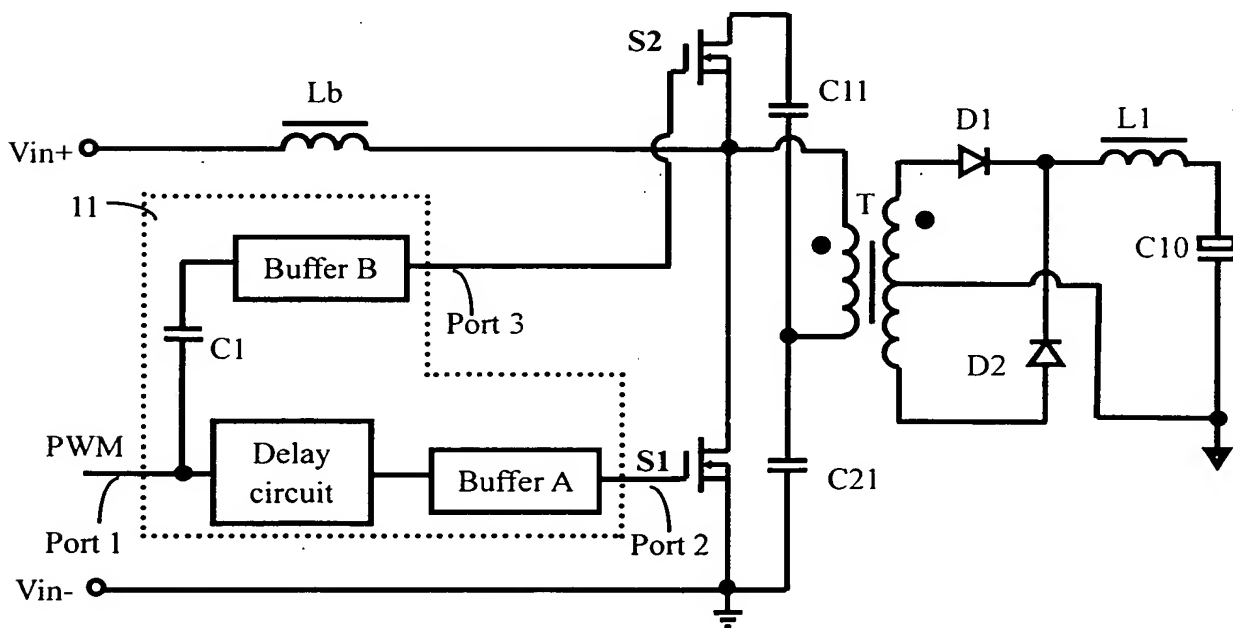 S2
C11
Lb
D1
L1
Vin+
11
T
Buffer B
C10
Port 3
C1
D2
PWM
Delay
circuit
Buffer A
S1
C21
Port 1
Port 2
Vin-